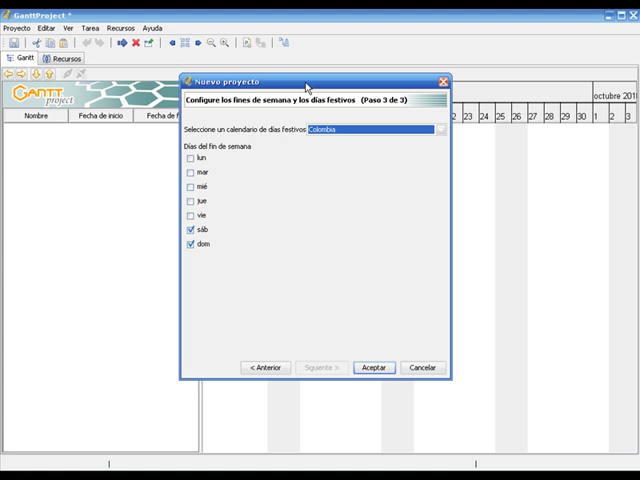 GanttProject *
Proyecto Editar Ver Tarea Recursos Ayuda
Gantt Recursos
GANTT project
octubre 201
Nombre Fecha de inicio Fecha de f
23 24 25 26 27 28 29 30 1 2 3
Nuevo proyecto
Configure los fines de semana y los días festivos (Paso 3 de 3)
Seleccione un calendario de días festivos Colombia
Días del fin de semana
lun
mar
mié
jue
vie
sáb
dom
< Anterior Siguiente > Aceptar Cancelar